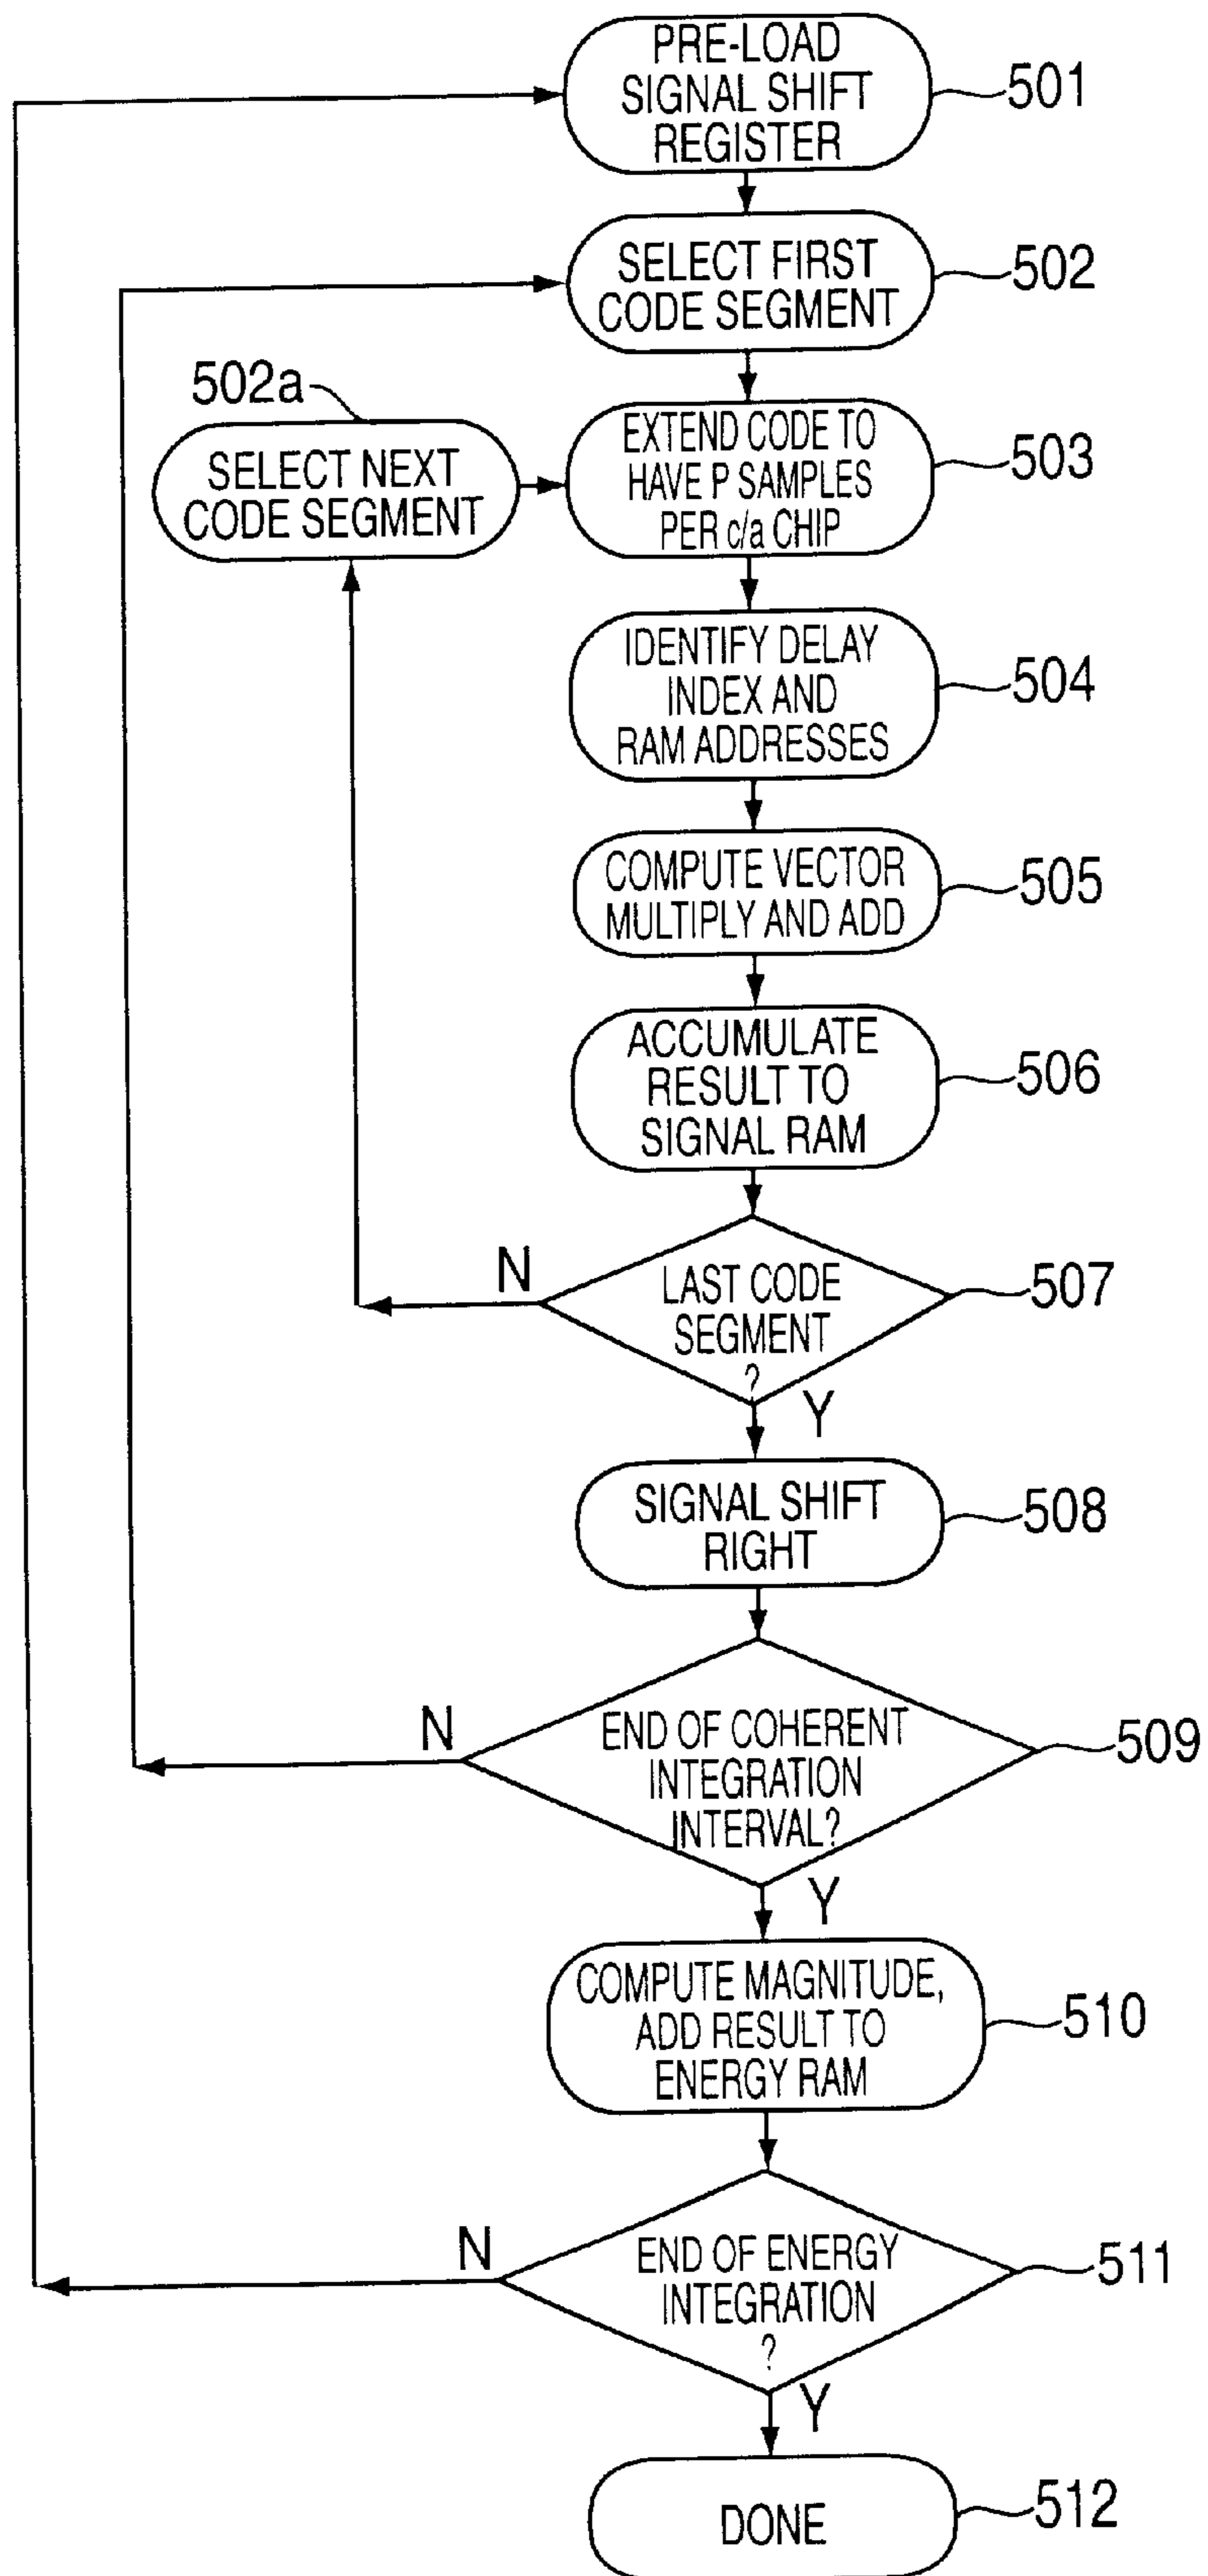 PRE-LOAD
SIGNAL SHIFT
REGISTER
501
SELECT FIRST
CODE SEGMENT
502
502a
SELECT NEXT
CODE SEGMENT
EXTEND CODE TO
HAVE P SAMPLES
PER c/a CHIP
503
IDENTIFY DELAY
INDEX AND
RAM ADDRESSES
504
COMPUTE VECTOR
MULTIPLY AND ADD
505
ACCUMULATE
RESULT TO
SIGNAL RAM
506
N
LAST CODE
SEGMENT
?
507
Y
SIGNAL SHIFT
RIGHT
508
N
END OF COHERENT
INTEGRATION
INTERVAL?
509
Y
COMPUTE MAGNITUDE,
ADD RESULT TO
ENERGY RAM
510
N
END OF ENERGY
INTEGRATION
?
511
Y
DONE
512